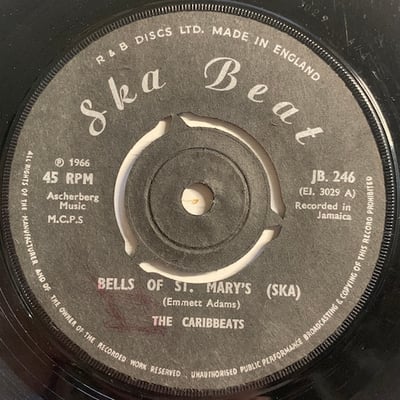 R & B DISCS LTD. MADE IN ENGLAND
Ska Beat
℗ 1966
45 RPM
Ascherberg
Music
M.C.P.S
JB. 246
(EJ. 3029 A)
Recorded in
Jamaica
BELLS OF ST. MARY'S (SKA)
(Emmett Adams)
THE CARIBBEATS
ALL RIGHTS OF THE MANUFACTURER AND OF THE OWNER OF THE RECORDED WORK RESERVED. UNAUTHORISED PUBLIC PERFORMANCE BROADCASTING & COPYING OF THIS RECORD PROHIBITED